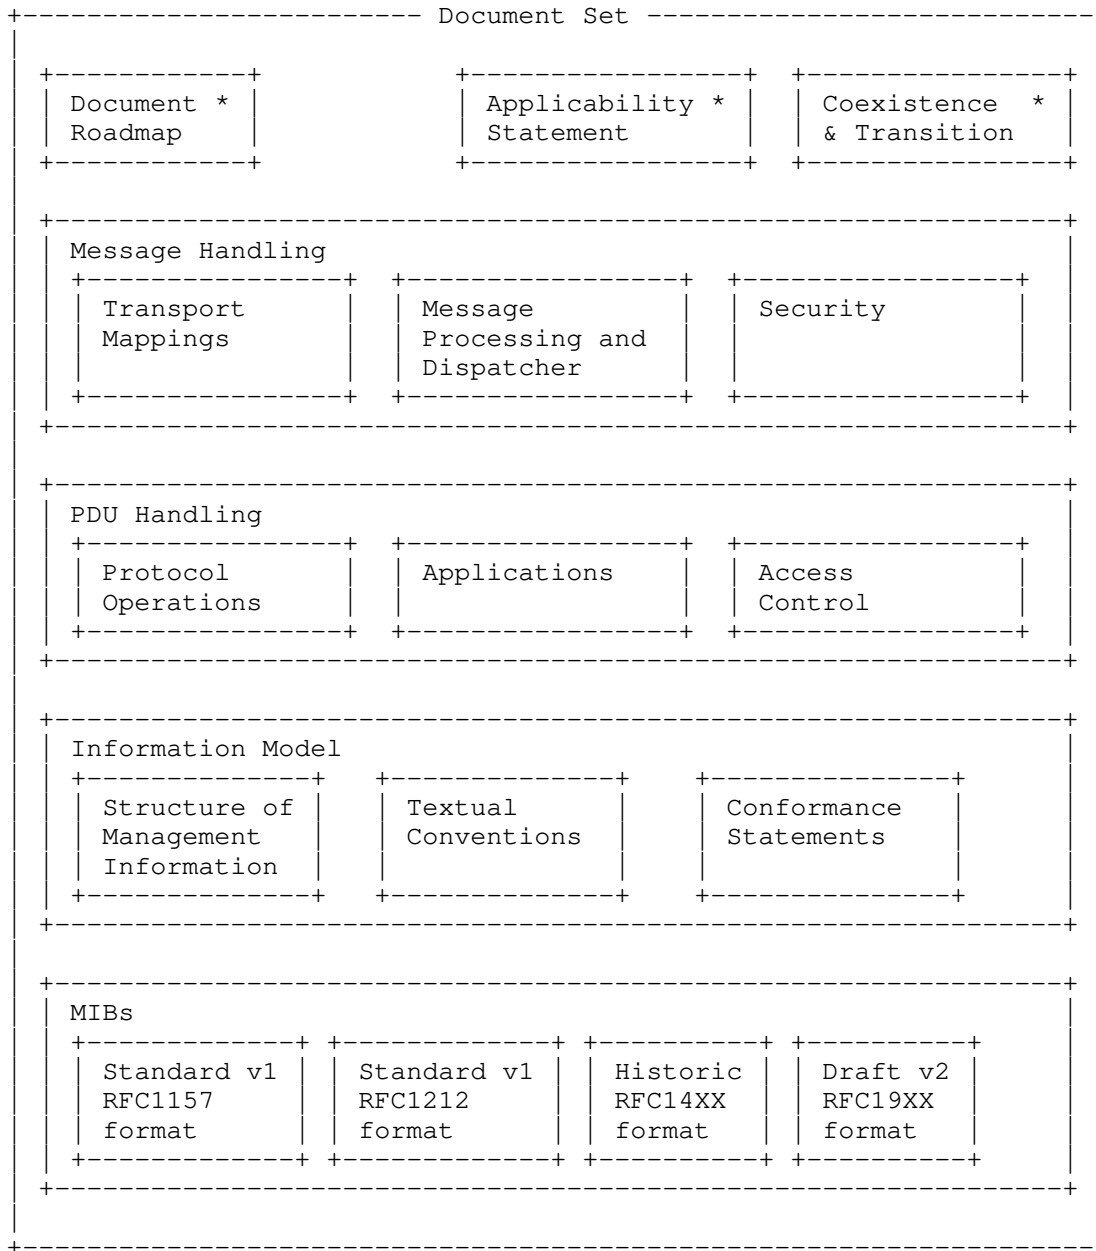 Document Set
Document * Applicability * Coexistence *
Roadmap Statement & Transition
Message Handling
Transport Message Security
Mappings Processing and
Dispatcher
PDU Handling
Protocol Applications Access
Operations Control
Information Model
Structure of Textual Conformance
Management Conventions Statements
Information
MIBs
Standard v1 Standard v1 Historic Draft v2
RFC1157 RFC1212 RFC14XX RFC19XX
format format format format